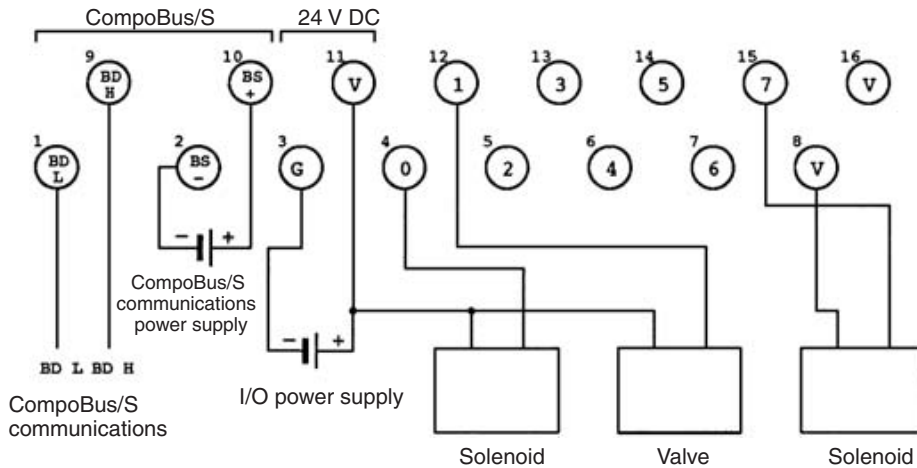 CompoBus/S 24 V DC
9 10 11 12 13 14 15 16
BD H BS + V 1 3 5 7 V
1 2 3 4 5 6 7 8
BD L BS − G 0 2 4 6 V
− +
CompoBus/S
communications
power supply
− +
BD L BD H
I/O power supply
CompoBus/S
communications
Solenoid Valve Solenoid